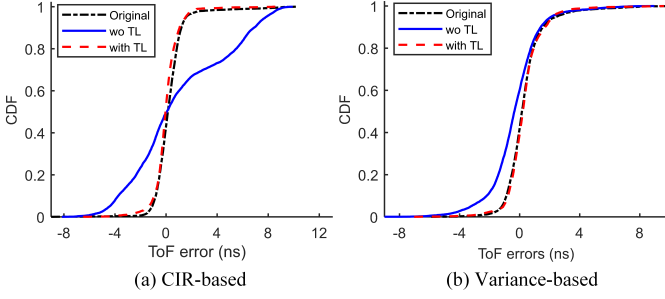 1
0.8
0.6
0.4
0.2
0
CDF
Original
wo TL
with TL
-8 -4 0 4 8 12
ToF error (ns)
(a) CIR-based
1
0.8
0.6
0.4
0.2
0
CDF
Original
wo TL
with TL
-8 -4 0 4 8
ToF errors (ns)
(b) Variance-based